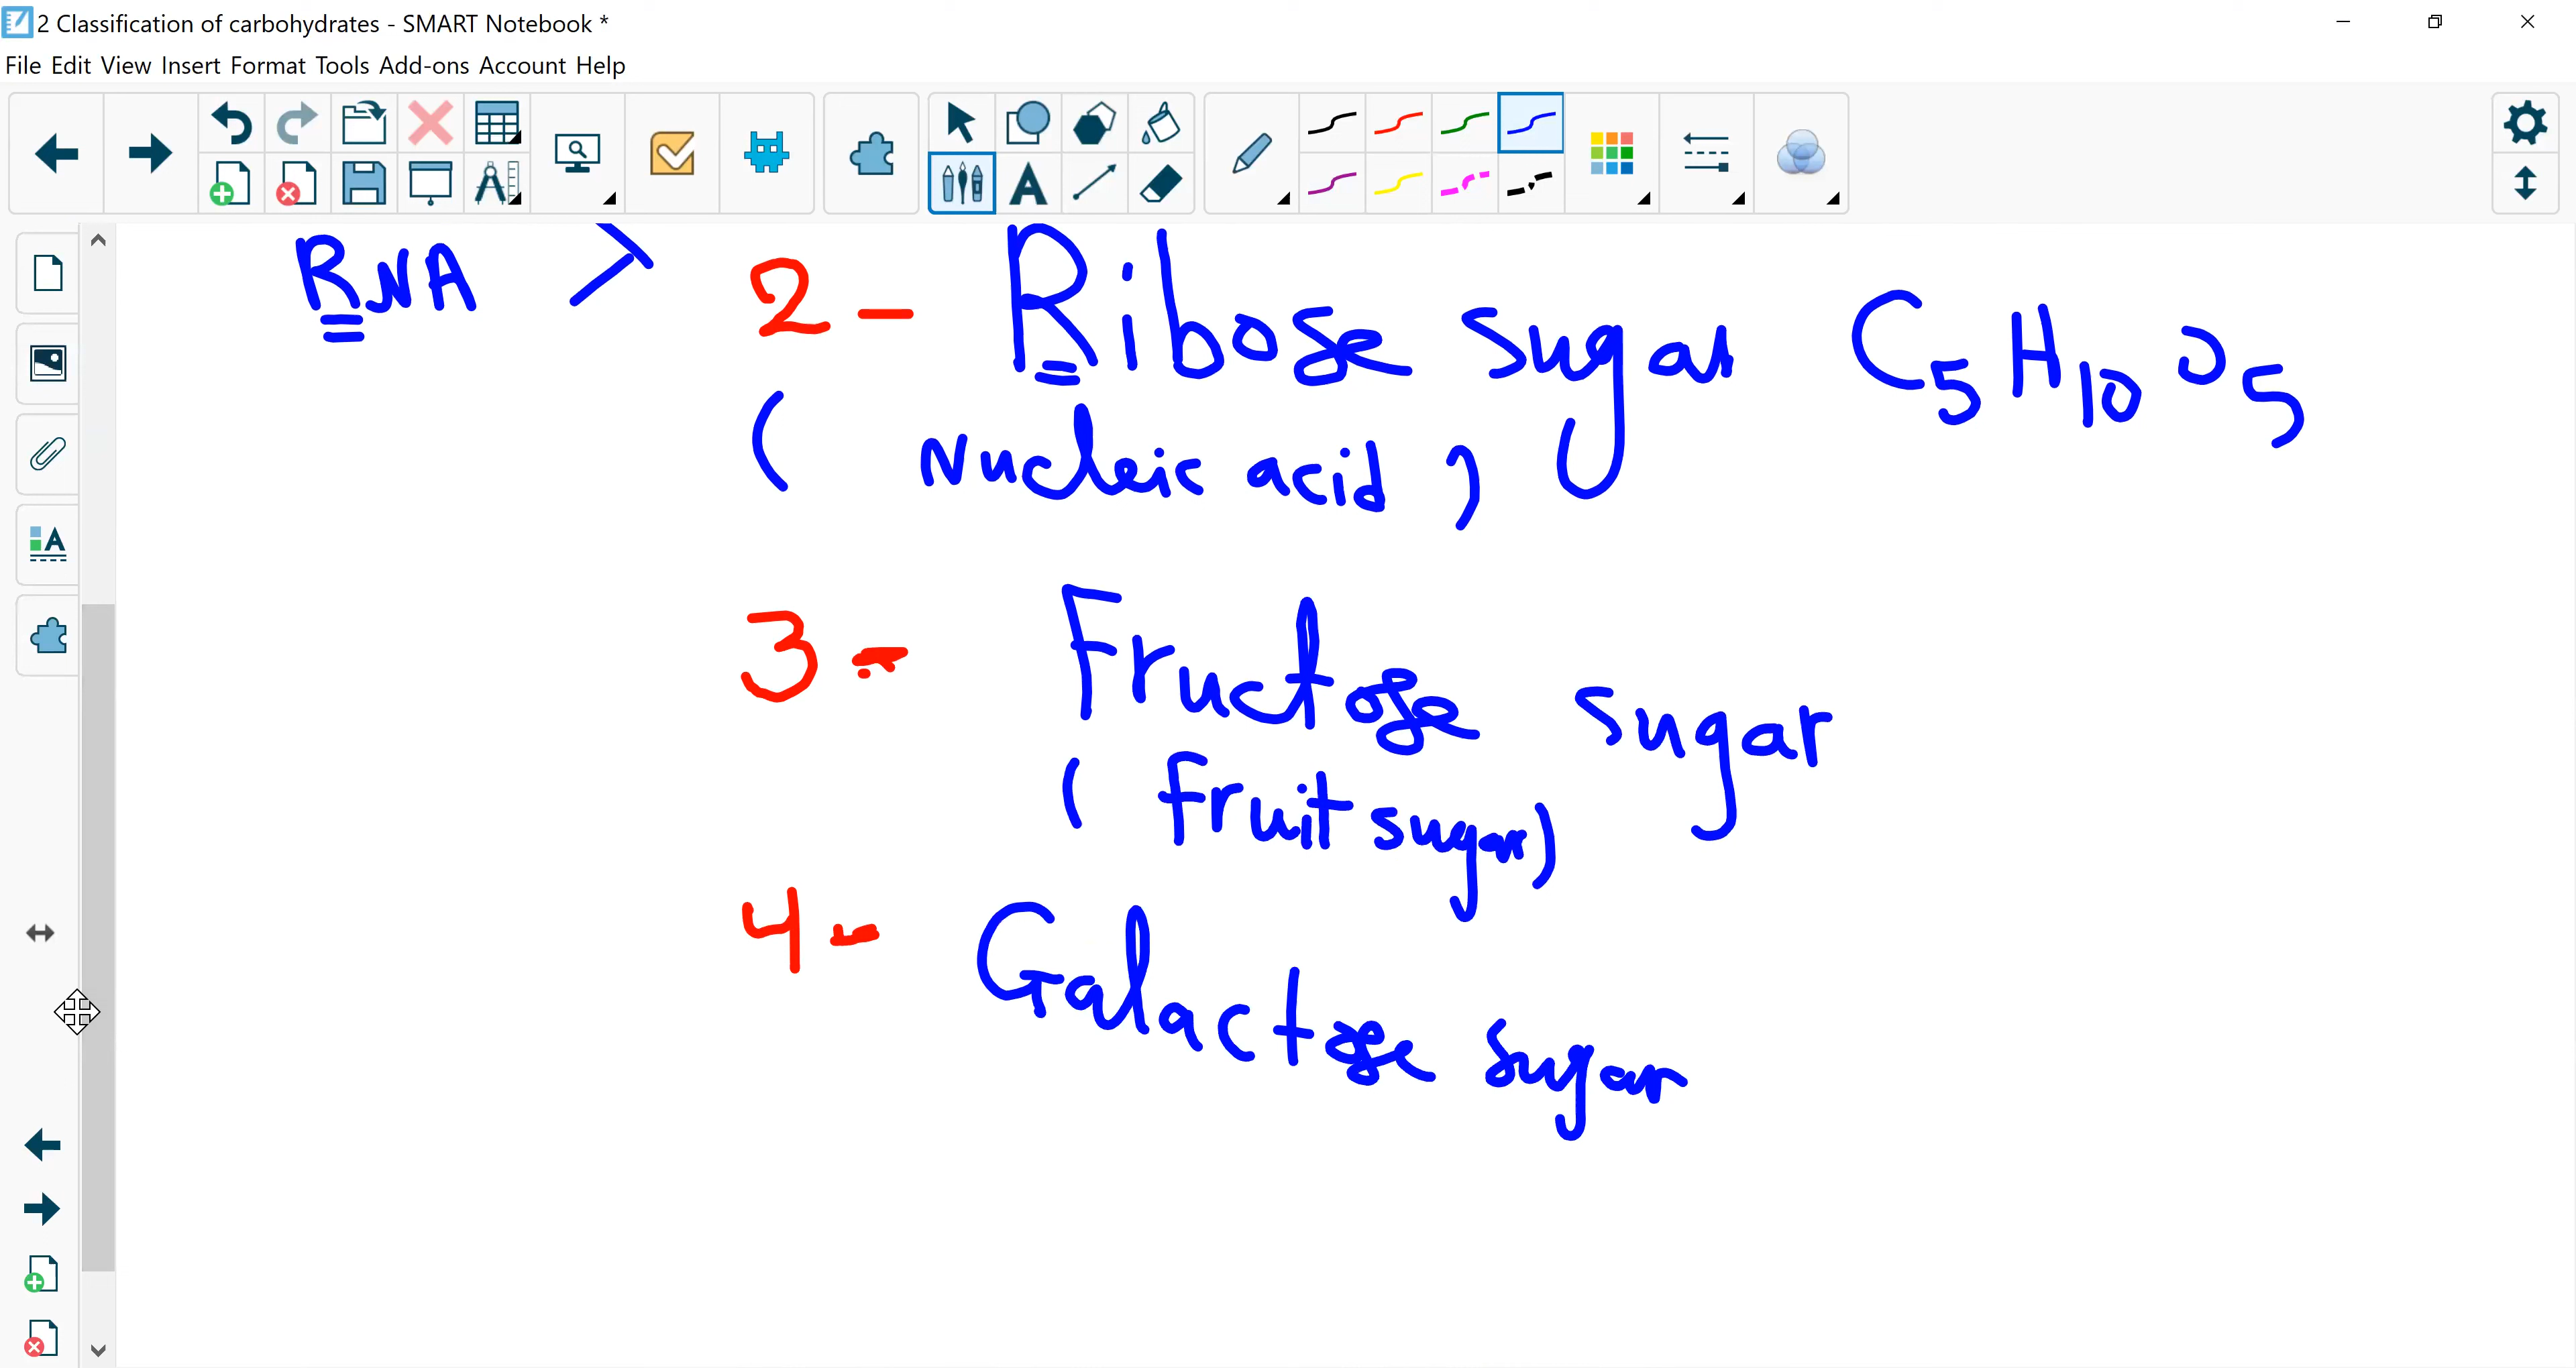 2 Classification of carbohydrates - SMART Notebook *
File Edit View Insert Format Tools Add-ons Account Help
RNA > 2 - Ribose sugar C5H10O5
( Nucleic acid )
3 - Fructose sugar
( Fruit sugar )
4 - Galactose sugar